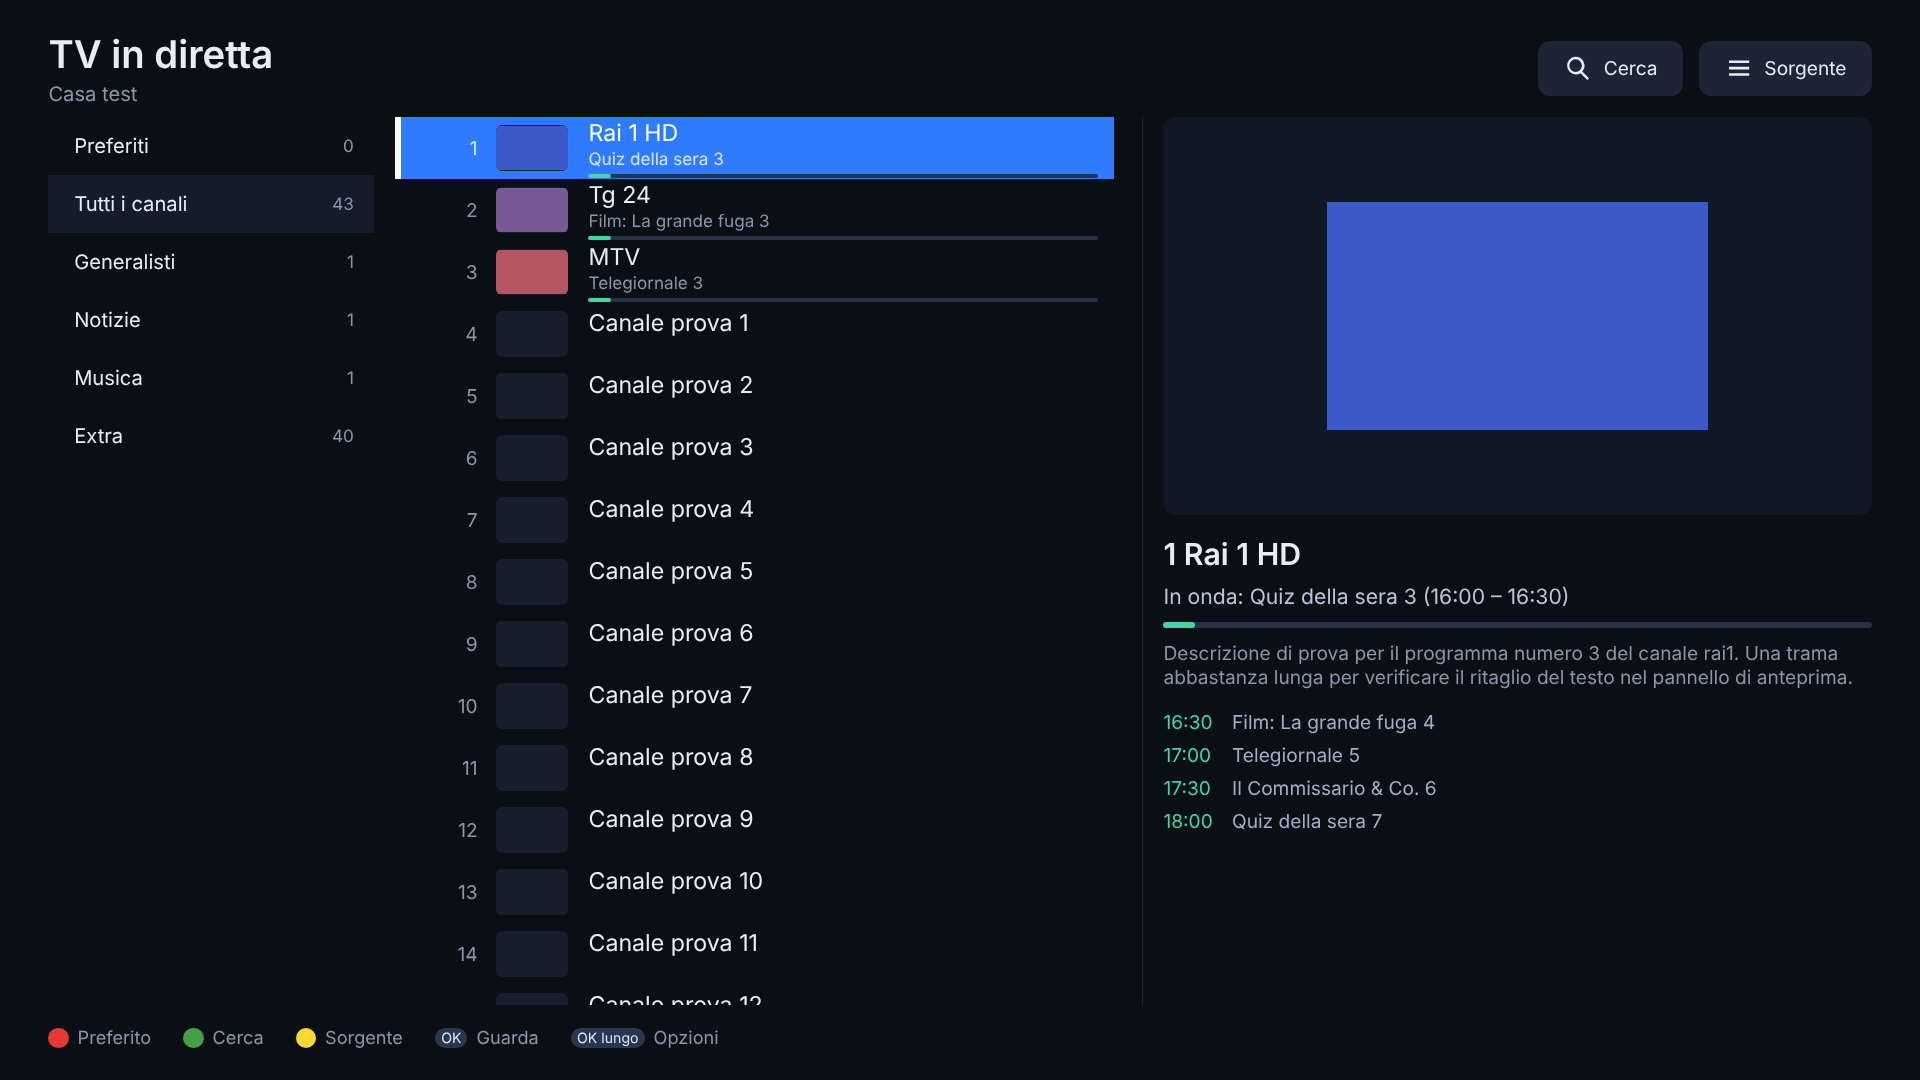 TV in diretta
Casa test
Cerca
Sorgente
Preferiti 0
Tutti i canali 43
Generalisti 1
Notizie 1
Musica 1
Extra 40
1 Rai 1 HD
Quiz della sera 3
2 Tg 24
Film: La grande fuga 3
3 MTV
Telegiornale 3
4 Canale prova 1
5 Canale prova 2
6 Canale prova 3
7 Canale prova 4
8 Canale prova 5
9 Canale prova 6
10 Canale prova 7
11 Canale prova 8
12 Canale prova 9
13 Canale prova 10
14 Canale prova 11
Canale prova 12
1 Rai 1 HD
In onda: Quiz della sera 3 (16:00 – 16:30)
Descrizione di prova per il programma numero 3 del canale rai1. Una trama
abbastanza lunga per verificare il ritaglio del testo nel pannello di anteprima.
16:30 Film: La grande fuga 4
17:00 Telegiornale 5
17:30 Il Commissario & Co. 6
18:00 Quiz della sera 7
Preferito
Cerca
Sorgente
OK Guarda
OK lungo Opzioni